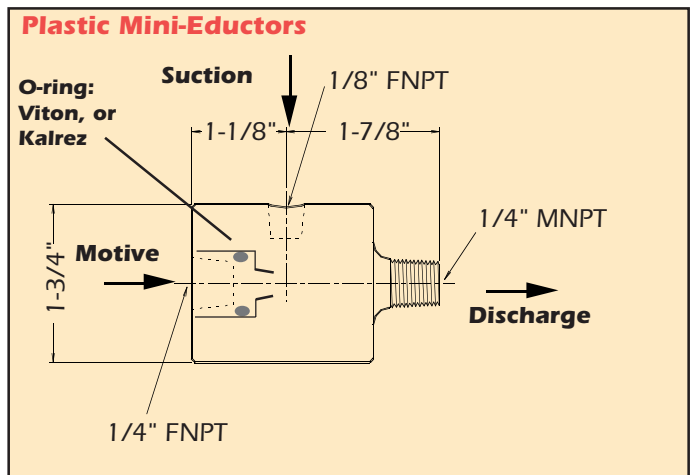 Plastic Mini-Eductors
Suction
O-ring:
Viton, or
Kalrez
1/8" FNPT
1-1/8"
1-7/8"
1/4" MNPT
1-3/4"
Motive
Discharge
1/4" FNPT